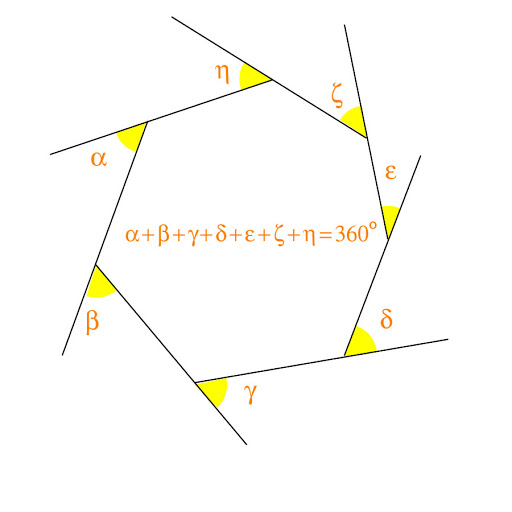 η
ζ
α
ε
α+β+γ+δ+ε+ζ+η=360°
β
δ
γ